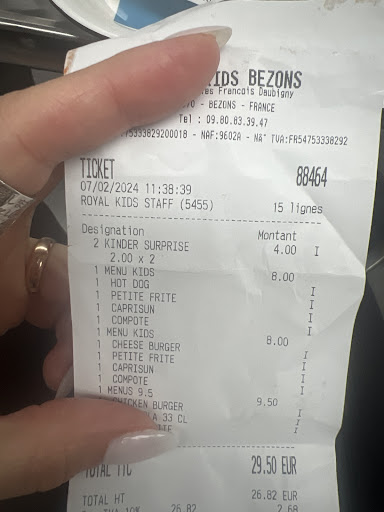 KIDS BEZONS
Francois Daubigny
- BEZONS - FRANCE
Tel : 09.80.83.39.47
- NAF:9602A - N&° TVA:FR54753338292
TICKET 88464
07/02/2024 11:38:39
ROYAL KIDS STAFF (5455) 15 lignes
Designation Montant
2 KINDER SURPRISE 4.00 I
2.00 x 2
1 MENU KIDS 8.00
1 HOT DOG I
1 PETITE FRITE I
1 CAPRISUN I
1 COMPOTE I
1 MENU KIDS 8.00
1 CHEESE BURGER I
1 PETITE FRITE I
1 CAPRISUN I
1 COMPOTE I
1 MENUS 9.5 9.50
CHICKEN BURGER I
33 CL I
I
TOTAL TTC 29.50 EUR
TOTAL HT 26.82 EUR
10% 26.82 2.68